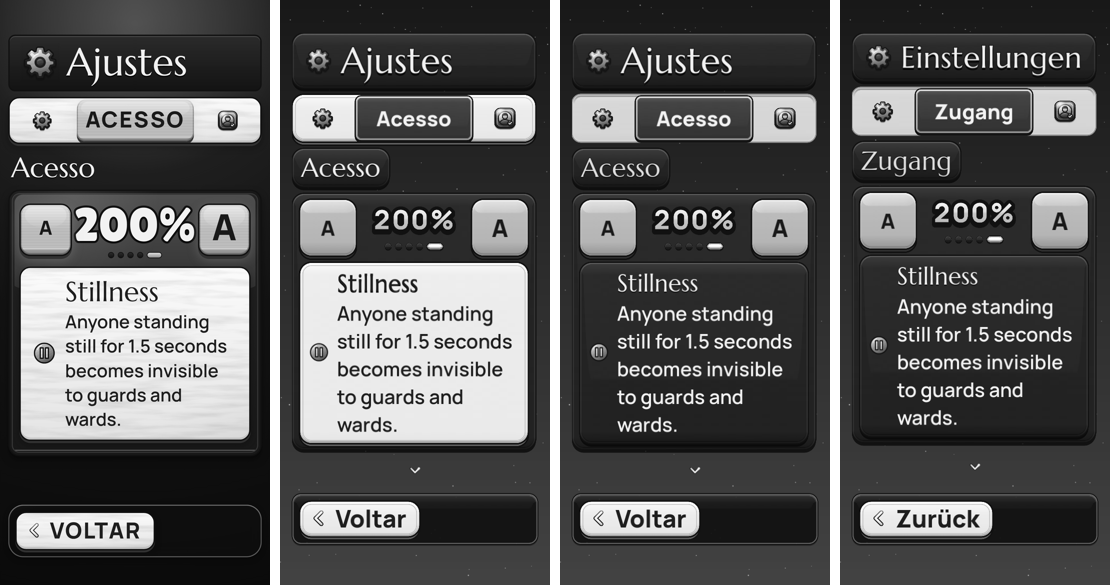 Ajustes
ACESSO
Acesso
A 200% A
Stillness
Anyone standing
still for 1.5 seconds
becomes invisible
to guards and
wards.
VOLTAR
Ajustes
Acesso
Acesso
A 200% A
Stillness
Anyone standing
still for 1.5 seconds
becomes invisible
to guards and
wards.
Voltar
Ajustes
Acesso
Acesso
A 200% A
Stillness
Anyone standing
still for 1.5 seconds
becomes invisible
to guards and
wards.
Voltar
Einstellungen
Zugang
Zugang
A 200% A
Stillness
Anyone standing
still for 1.5 seconds
becomes invisible
to guards and
wards.
Zurück